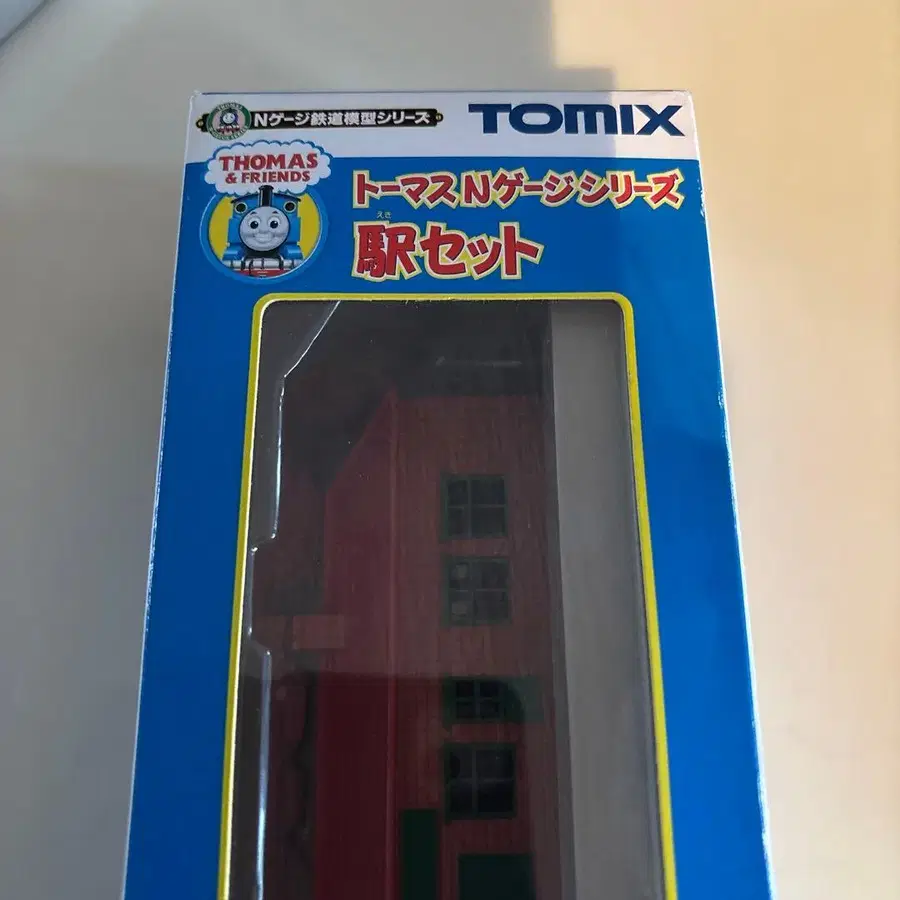 Nゲージ鉄道模型シリーズ
TOMIX
THOMAS
& FRIENDS
トーマスNゲージシリーズ
えき
駅セット